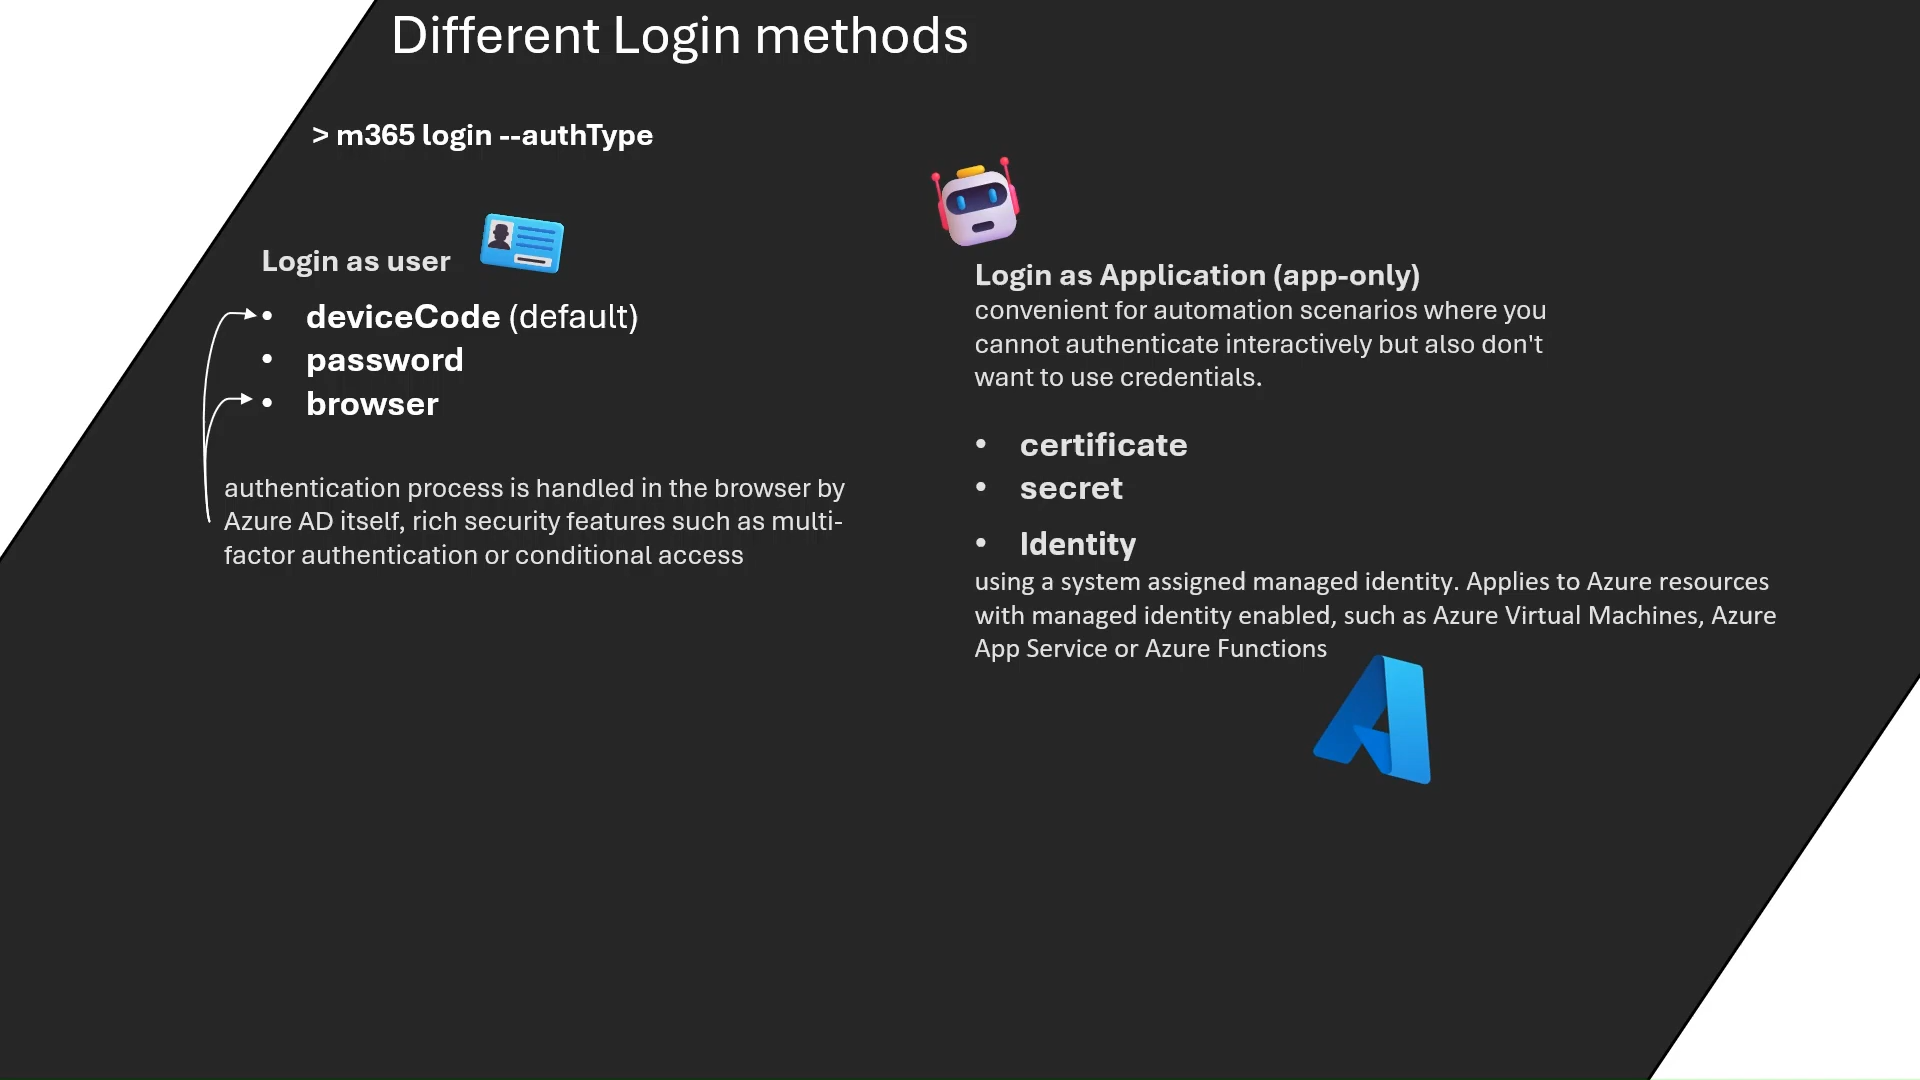 Different Login methods
> m365 login --authType
Login as user
• deviceCode (default)
• password
• browser
authentication process is handled in the browser by
Azure AD itself, rich security features such as multi-
factor authentication or conditional access
Login as Application (app-only)
convenient for automation scenarios where you
cannot authenticate interactively but also don't
want to use credentials.
• certificate
• secret
• Identity
using a system assigned managed identity. Applies to Azure resources
with managed identity enabled, such as Azure Virtual Machines, Azure
App Service or Azure Functions